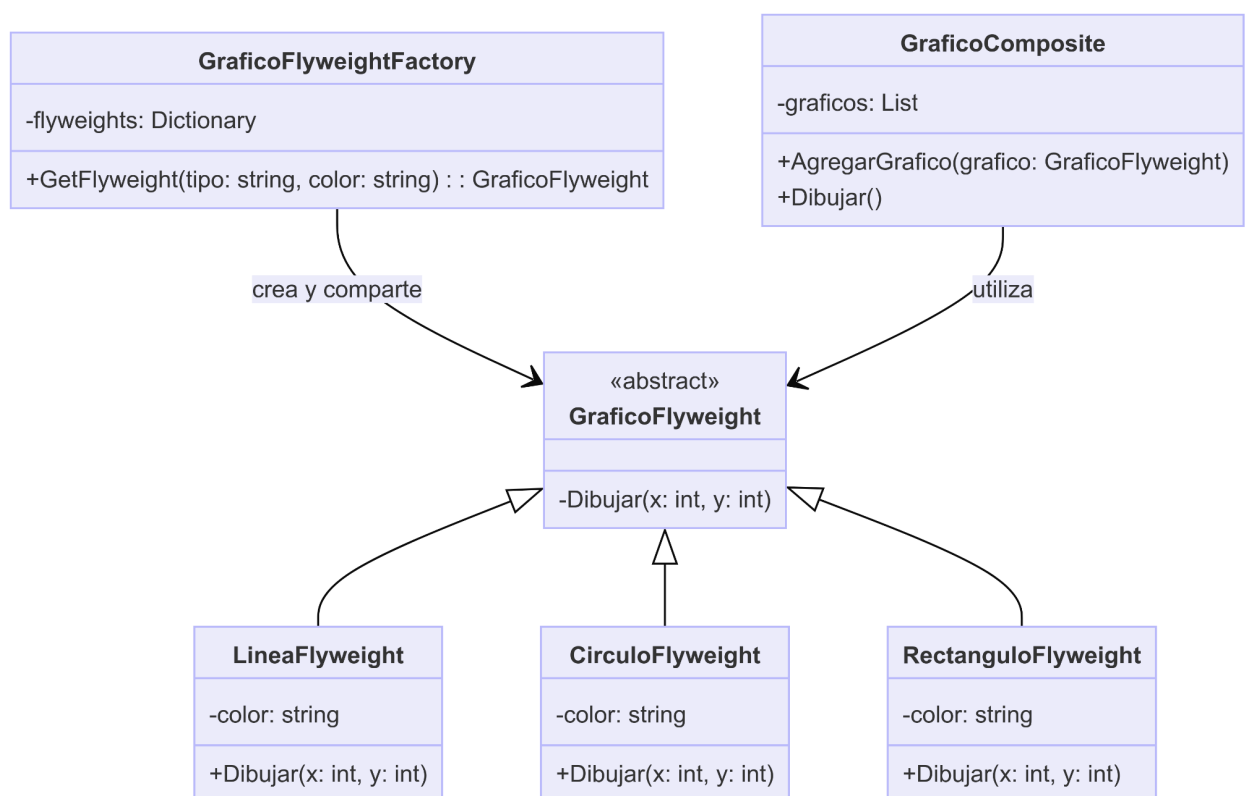 GraficoFlyweightFactory
-flyweights: Dictionary
+GetFlyweight(tipo: string, color: string) : : GraficoFlyweight
GraficoComposite
-graficos: List
+AgregarGrafico(grafico: GraficoFlyweight)
+Dibujar()
crea y comparte
utiliza
«abstract»
GraficoFlyweight
-Dibujar(x: int, y: int)
LineaFlyweight
-color: string
+Dibujar(x: int, y: int)
CirculoFlyweight
-color: string
+Dibujar(x: int, y: int)
RectanguloFlyweight
-color: string
+Dibujar(x: int, y: int)